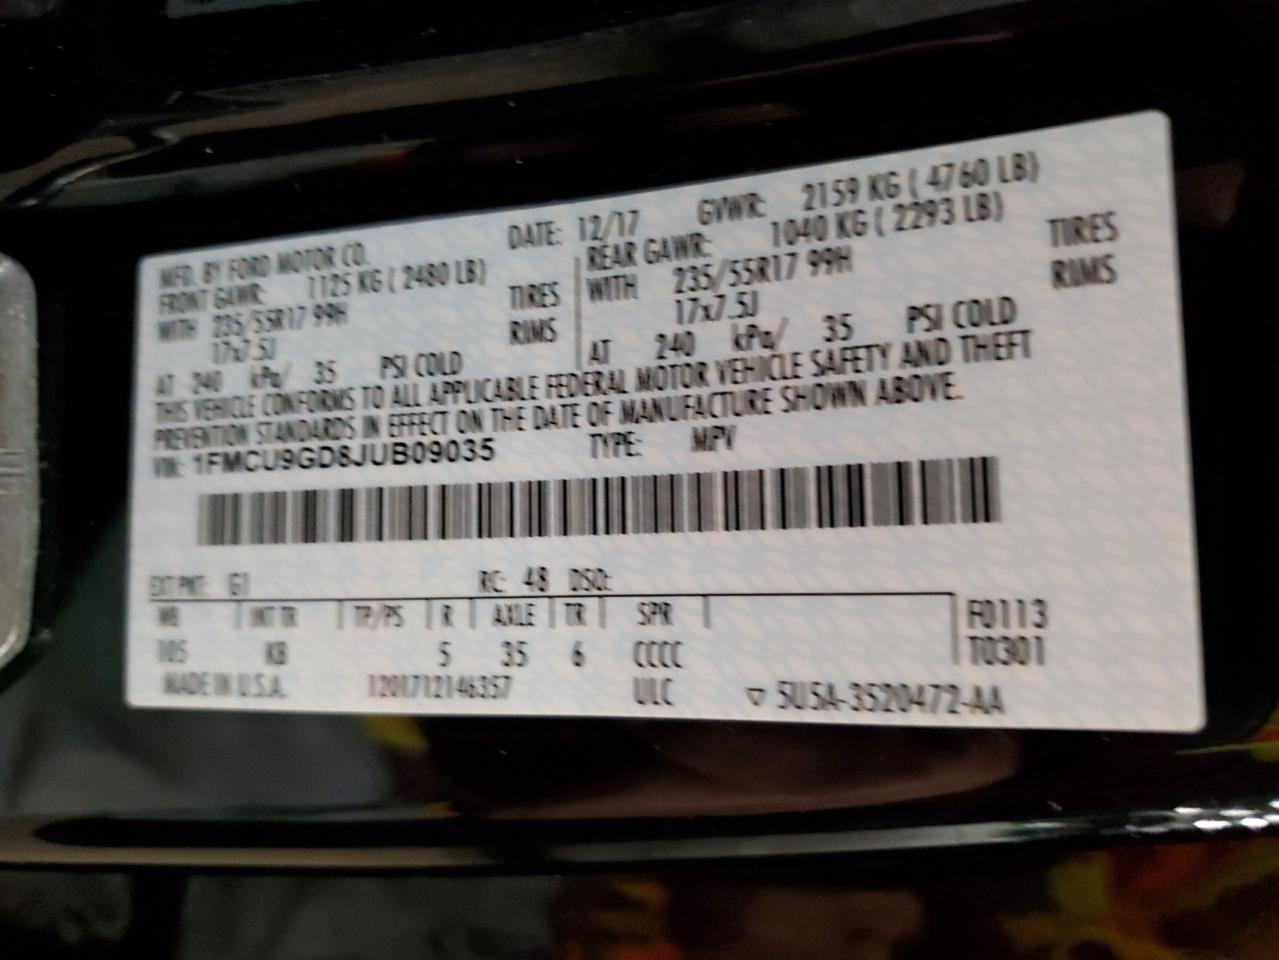 MFD. BY FORD MOTOR CO. DATE: 12/17 GVWR: 2159 KG ( 4760 LB)
FRONT GAWR: 1125 KG ( 2480 LB) REAR GAWR: 1040 KG ( 2293 LB)
WITH 235/55R17 99H TIRES WITH 235/55R17 99H TIRES
17x7.5J RIMS 17x7.5J RIMS
AT 240 kPa/ 35 PSI COLD AT 240 kPa/ 35 PSI COLD
THIS VEHICLE CONFORMS TO ALL APPLICABLE FEDERAL MOTOR VEHICLE SAFETY AND THEFT
PREVENTION STANDARDS IN EFFECT ON THE DATE OF MANUFACTURE SHOWN ABOVE.
VIN: 1FMCU9GD8JUB09035 TYPE: MPV
EXT PNT: G1 RC: 48 DSO:
WB INT TR TP/PS R AXLE TR SPR F0113
105 KB 5 35 6 CCCC T0301
MADE IN U.S.A. 1201712146357 ULC ▽ 5U5A-3520472-AA